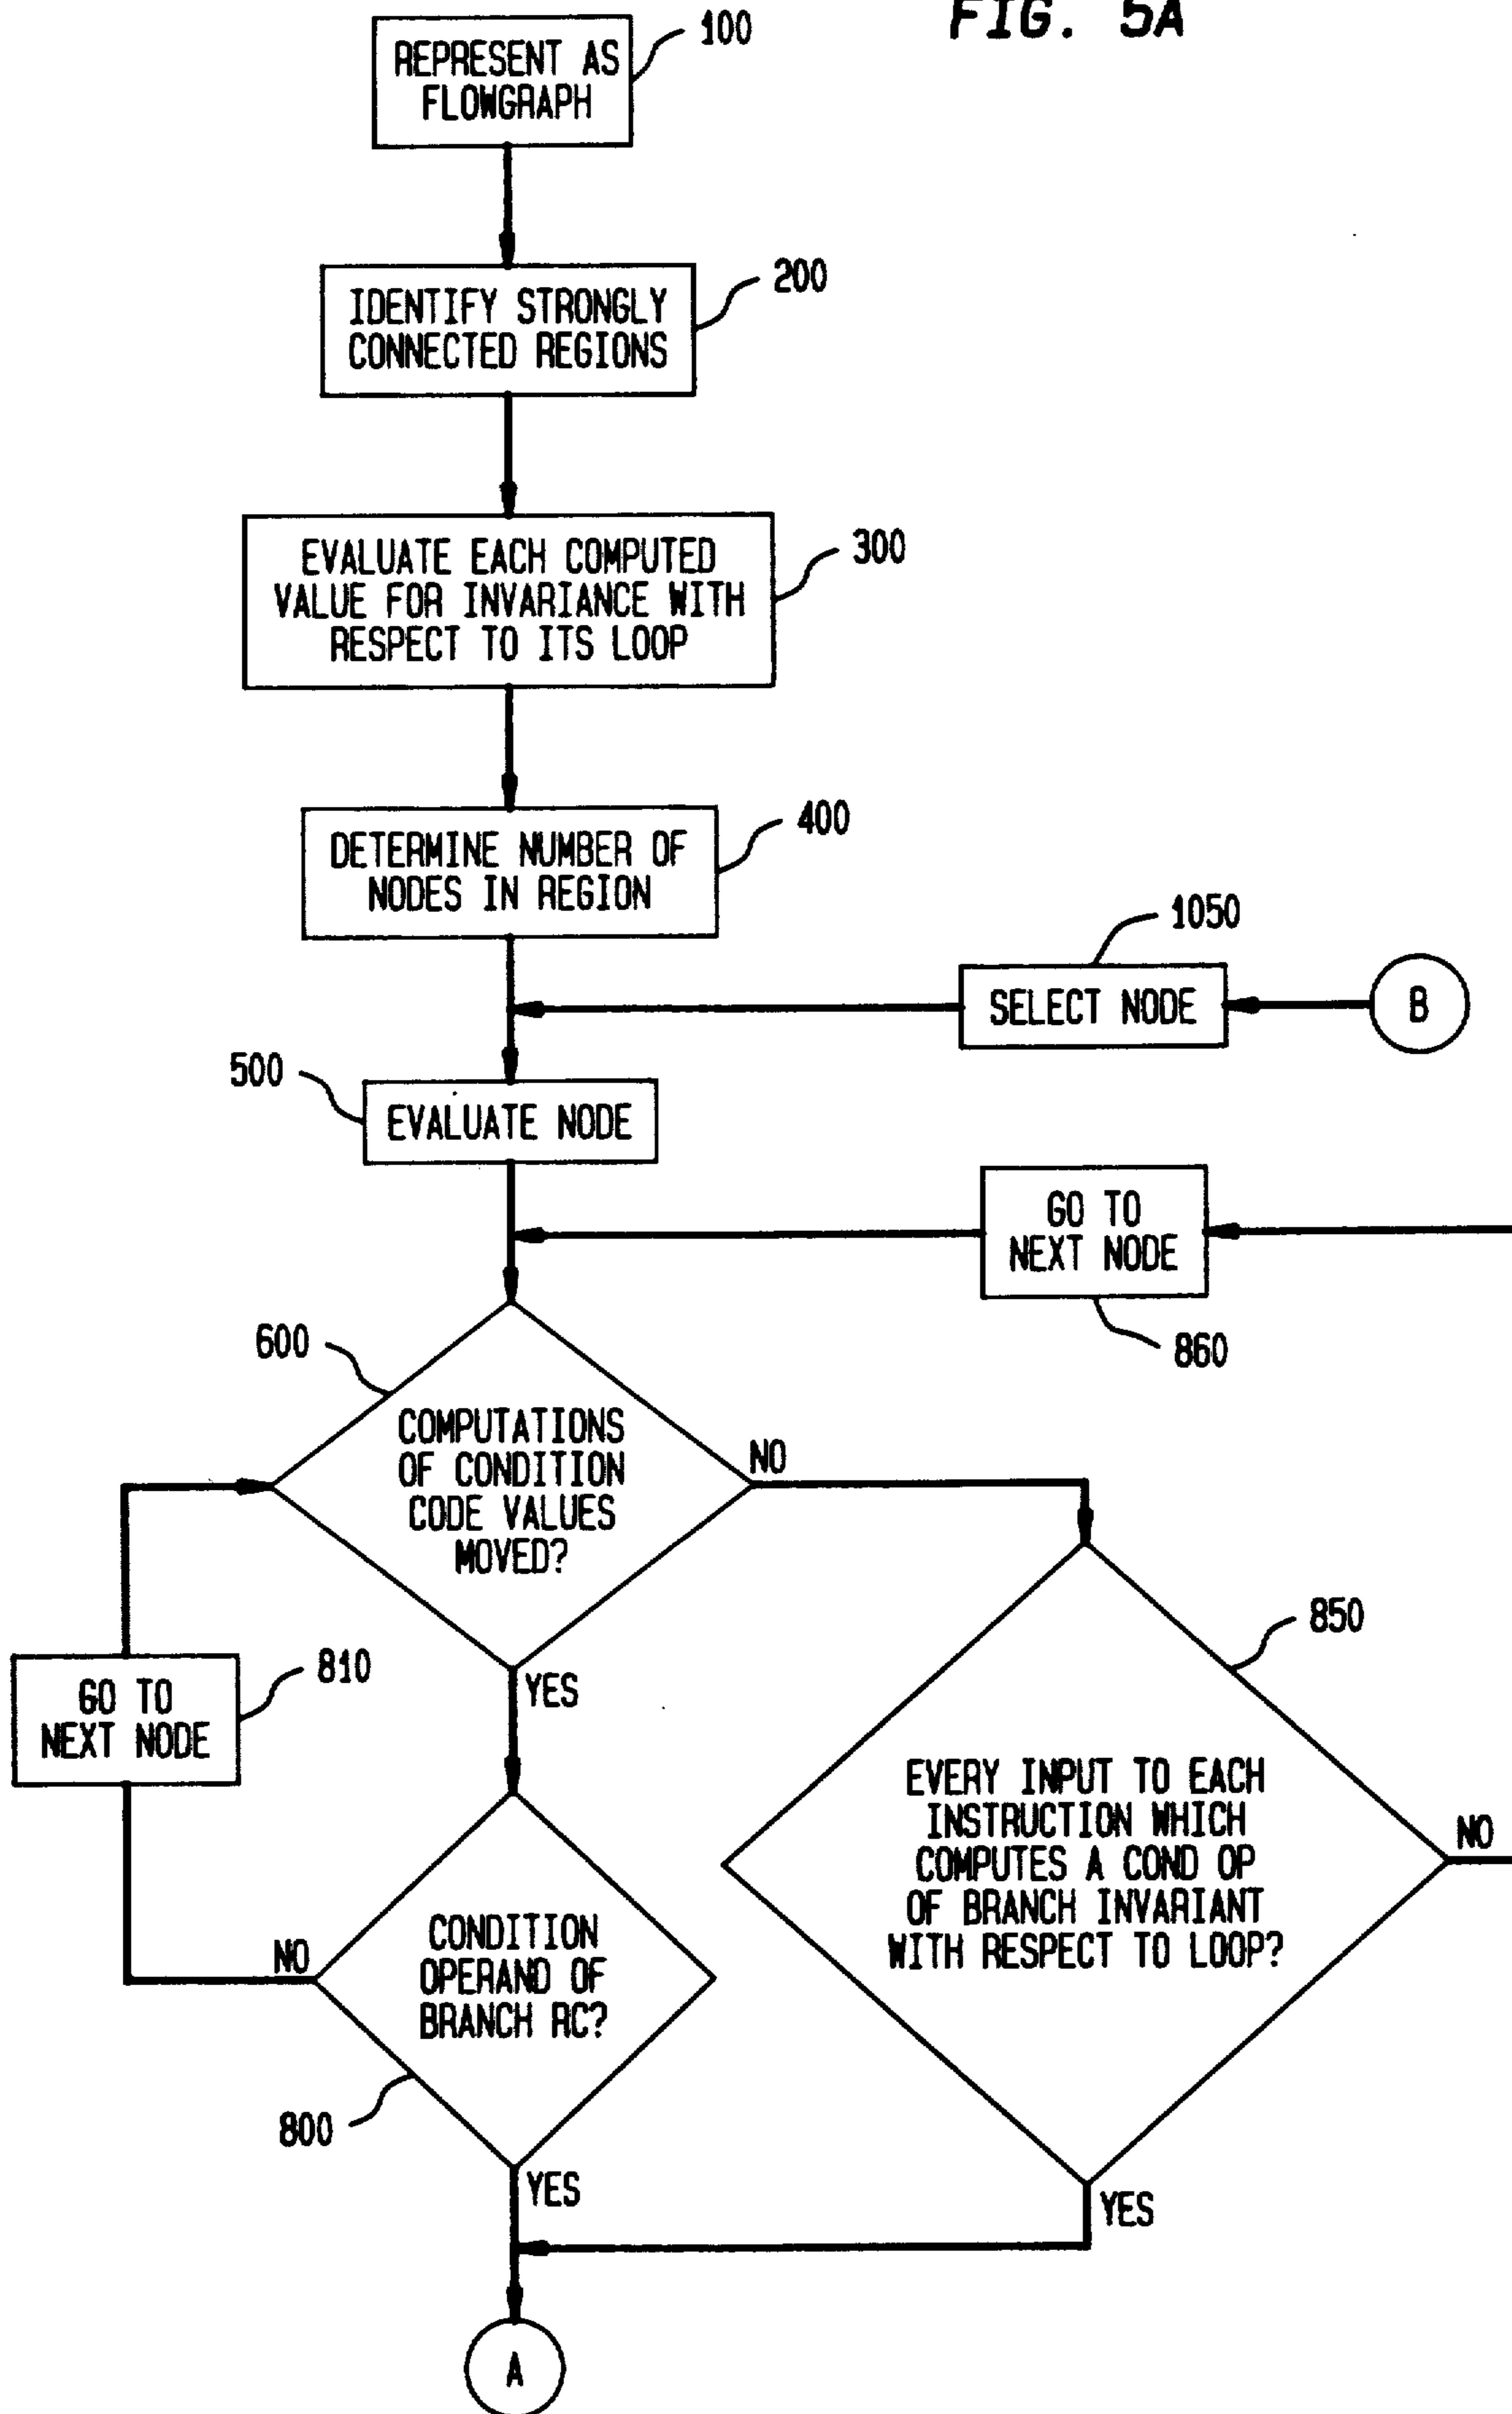 FIG. 5A
REPRESENT AS
FLOWGRAPH
100
IDENTIFY STRONGLY
CONNECTED REGIONS
200
EVALUATE EACH COMPUTED
VALUE FOR INVARIANCE WITH
RESPECT TO ITS LOOP
300
DETERMINE NUMBER OF
NODES IN REGION
400
1050
SELECT NODE
B
500
EVALUATE NODE
GO TO
NEXT NODE
860
600
COMPUTATIONS
OF CONDITION
CODE VALUES
MOVED?
NO
YES
GO TO
NEXT NODE
810
850
EVERY INPUT TO EACH
INSTRUCTION WHICH
COMPUTES A COND OP
OF BRANCH INVARIANT
WITH RESPECT TO LOOP?
NO
YES
CONDITION
OPERAND OF
BRANCH RC?
NO
800
YES
A